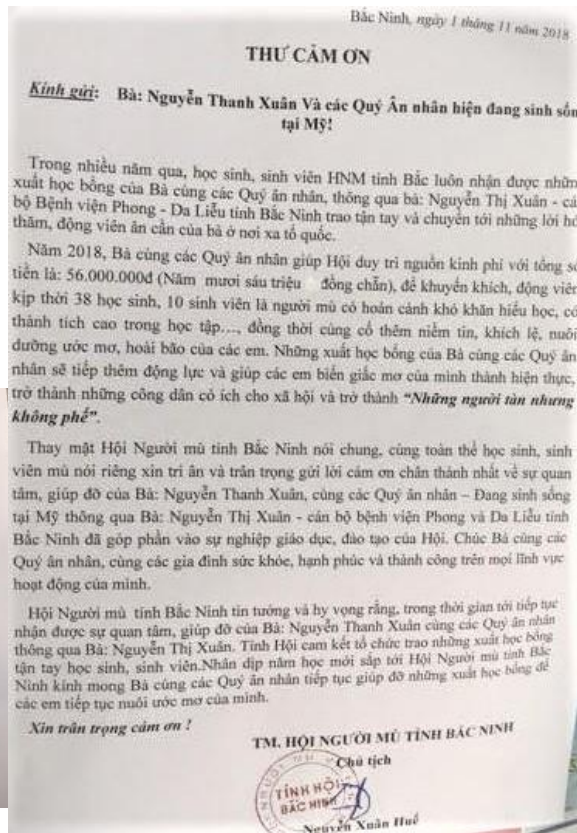 Bắc Ninh, ngày 1 tháng 11 năm 2018
THƯ CẢM ƠN
Kính gửi: Bà: Nguyễn Thanh Xuân Và các Quý Ân nhân hiện đang sinh sốn
tại Mỹ!
Trong nhiều năm qua, học sinh, sinh viên HNM tỉnh Bắc luôn nhận được nhữn
xuất học bổng của Bà cùng các Quý ân nhân, thông qua bà: Nguyễn Thị Xuân - cá
bộ Bệnh viện Phong - Da Liễu tỉnh Bắc Ninh trao tận tay và chuyển tới những lời hỏ
thăm, động viên ân cần của bà ở nơi xa tổ quốc.
Năm 2018, Bà cùng các Quý ân nhân giúp Hội duy trì nguồn kinh phí với tổng số
tiền là: 56.000.000đ (Năm mươi sáu triệu đồng chẵn), để khuyến khích, động viên
kịp thời 38 học sinh, 10 sinh viên là người mù có hoàn cảnh khó khăn hiếu học, có
thành tích cao trong học tập..., đồng thời củng cố thêm niềm tin, khích lệ, nuôi
dưỡng ước mơ, hoài bão của các em. Những xuất học bổng của Bà cùng các Quý ân
nhân sẽ tiếp thêm động lực và giúp các em biến giấc mơ của mình thành hiện thực,
trở thành những công dân có ích cho xã hội và trở thành "Những người tàn nhưng
không phế".
Thay mặt Hội Người mù tỉnh Bắc Ninh nói chung, cùng toàn thể học sinh, sinh
viên mù nói riêng xin tri ân và trân trọng gửi lời cảm ơn chân thành nhất về sự quan
tâm, giúp đỡ của Bà: Nguyễn Thanh Xuân, cùng các Quý ân nhân – Đang sinh sống
tại Mỹ thông qua Bà: Nguyễn Thị Xuân - cán bộ bệnh viện Phong và Da Liễu tỉnh
Bắc Ninh đã góp phần vào sự nghiệp giáo dục, đào tạo của Hội. Chúc Bà cùng các
Quý ân nhân, cùng các gia đình sức khỏe, hạnh phúc và thành công trên mọi lĩnh vực
hoạt động của mình.
Hội Người mù tỉnh Bắc Ninh tin tưởng và hy vọng rằng, trong thời gian tới tiếp tục
nhận được sự quan tâm, giúp đỡ của Bà: Nguyễn Thanh Xuân cùng các Quý ân nhân
thông qua Bà: Nguyễn Thị Xuân. Tỉnh Hội cam kết tổ chức trao những xuất học bổng
tận tay học sinh, sinh viên.Nhân dịp năm học mới sắp tới Hội Người mù tỉnh Bắc
Ninh kính mong Bà cùng các Quý ân nhân tiếp tục giúp đỡ những xuất học bổng để
các em tiếp tục nuôi ước mơ của mình.
Xin trân trọng cảm ơn !
TM. HỘI NGƯỜI MÙ TỈNH BẮC NINH
Chủ tịch
TỈNH HỘI
BẮC NINH
Nguyễn Xuân Huế